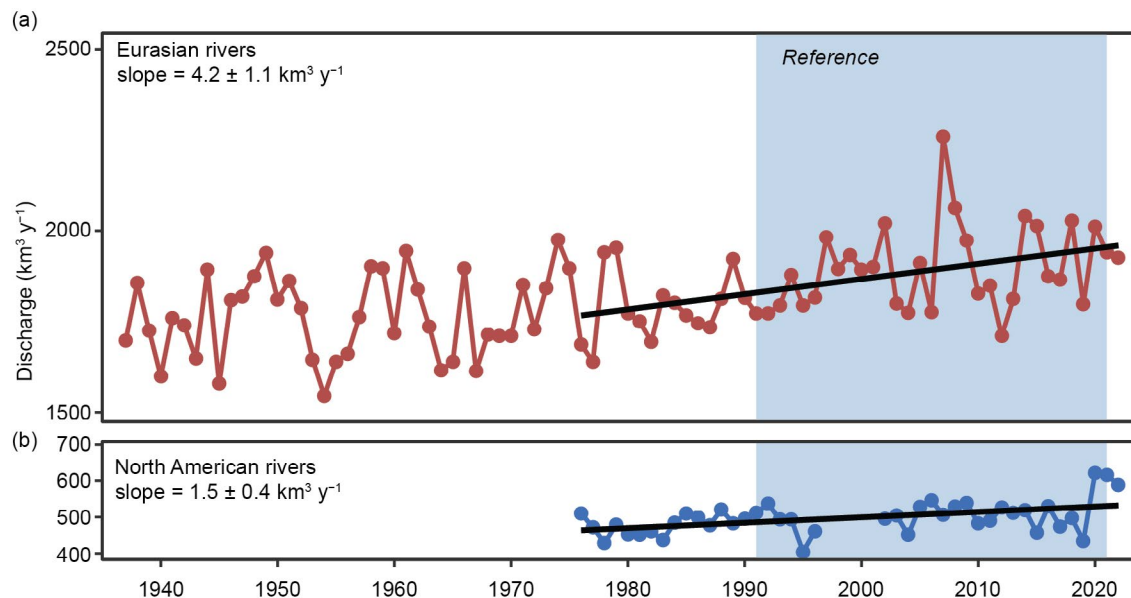 (a)
Eurasian rivers
slope = 4.2 ± 1.1 km³ y⁻¹
Reference
2500
2000
1500
Discharge (km³ y⁻¹)
(b)
North American rivers
slope = 1.5 ± 0.4 km³ y⁻¹
700
600
500
400
1940 1950 1960 1970 1980 1990 2000 2010 2020